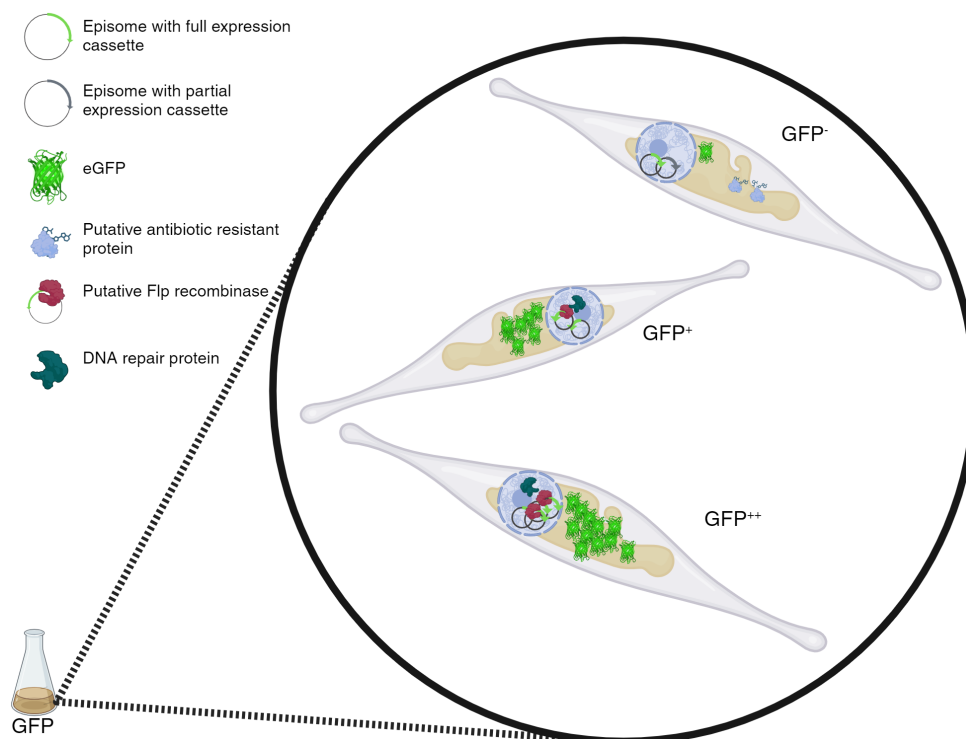 Episome with full expression
cassette
Episome with partial
expression cassette
eGFP
Putative antibiotic resistant
protein
Putative Flp recombinase
DNA repair protein
GFP-
GFP+
GFP++
GFP